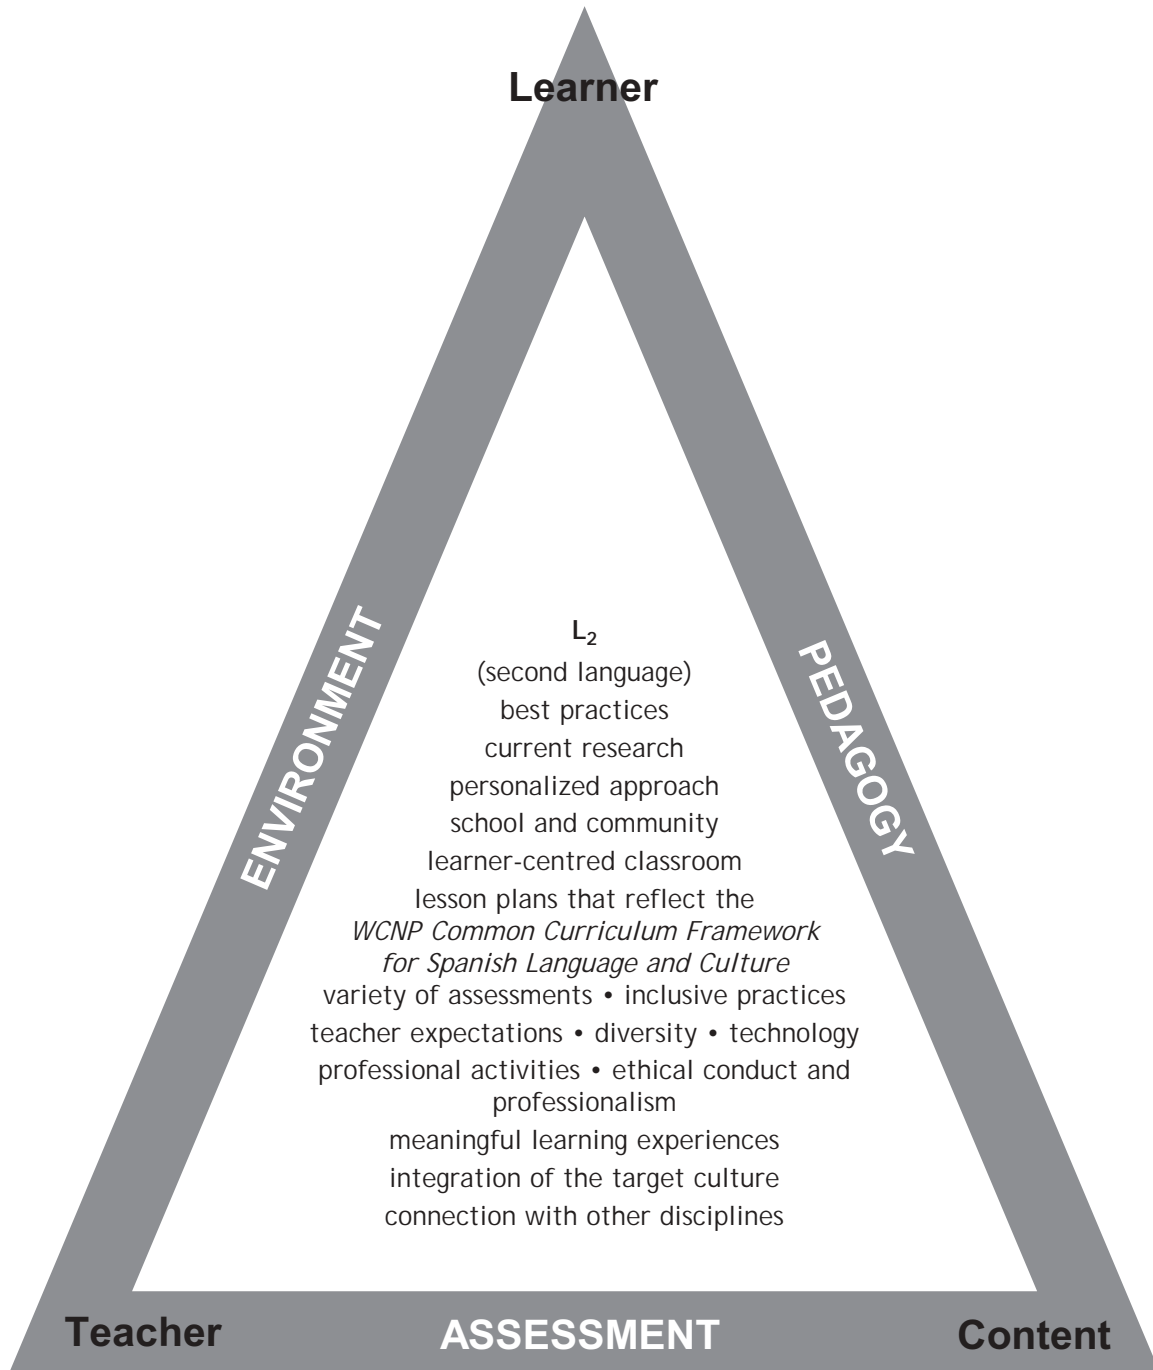 Learner
ENVIRONMENT
PEDAGOGY
L₂
(second language)
best practices
current research
personalized approach
school and community
learner-centred classroom
lesson plans that reflect the
WCNP Common Curriculum Framework
for Spanish Language and Culture
variety of assessments • inclusive practices
teacher expectations • diversity • technology
professional activities • ethical conduct and
professionalism
meaningful learning experiences
integration of the target culture
connection with other disciplines
Teacher
ASSESSMENT
Content